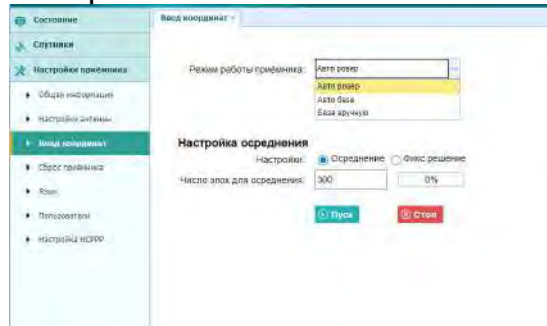 Состояние
Ввод координат
Спутники
Настройки приёмника
Режим работы приёмника:
Авто ровер
Общая информация
Авто ровер
Авто база
База вручную
Настройки антенны
Ввод координат
Настройка осреднения
Сброс приёмника
Настройки:
Осреднение
Фикс решение
Число эпох для осреднения:
300
0%
Язык
Пользователи
Пуск
Стоп
Настройка HCPPP